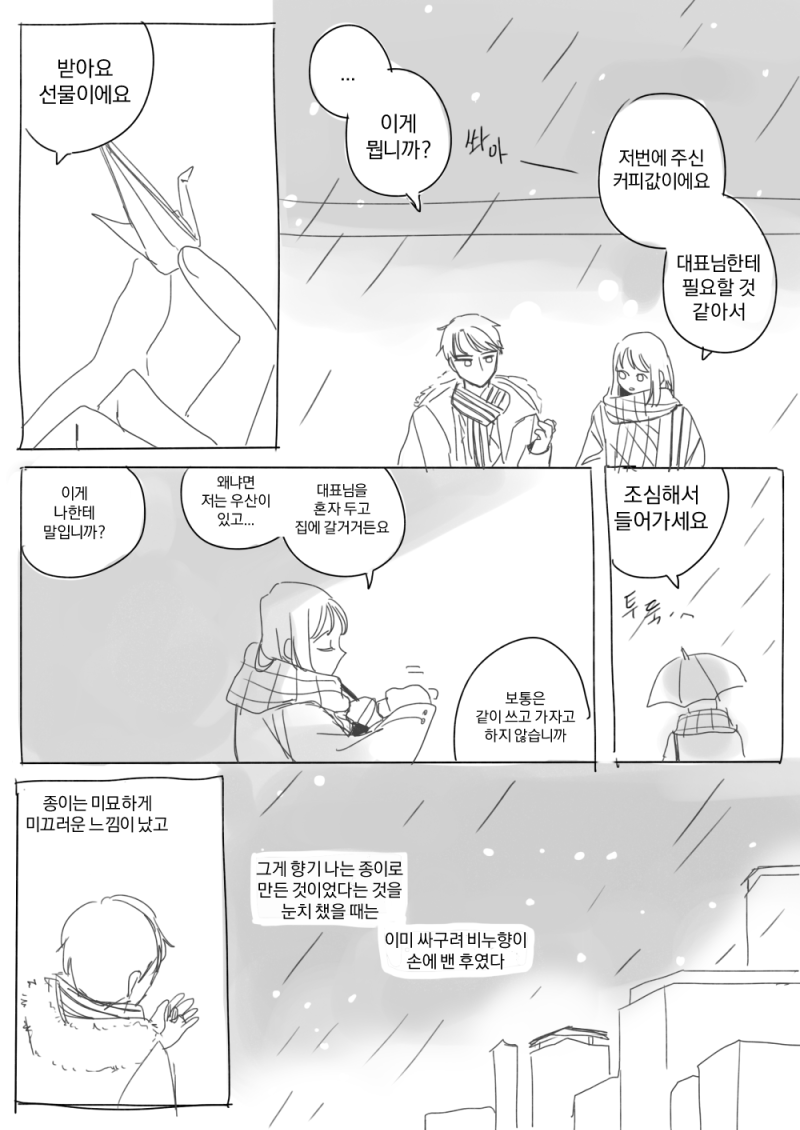 받아요
선물이에요
...
이게
뭡니까?
쏴아
저번에 주신
커피값이에요
대표님한테
필요할 것
같아서
이게
나한테
말입니까?
왜냐면
저는 우산이
있고...
대표님을
혼자 두고
집에 갈거거든요
보통은
같이 쓰고 가자고
하지 않습니까
조심해서
들어가세요
투둑...
종이는 미묘하게
미끄러운 느낌이 났고
그게 향기 나는 종이로
만든 것이었다는 것을
눈치 챘을 때는
이미 싸구려 비누향이
손에 밴 후였다